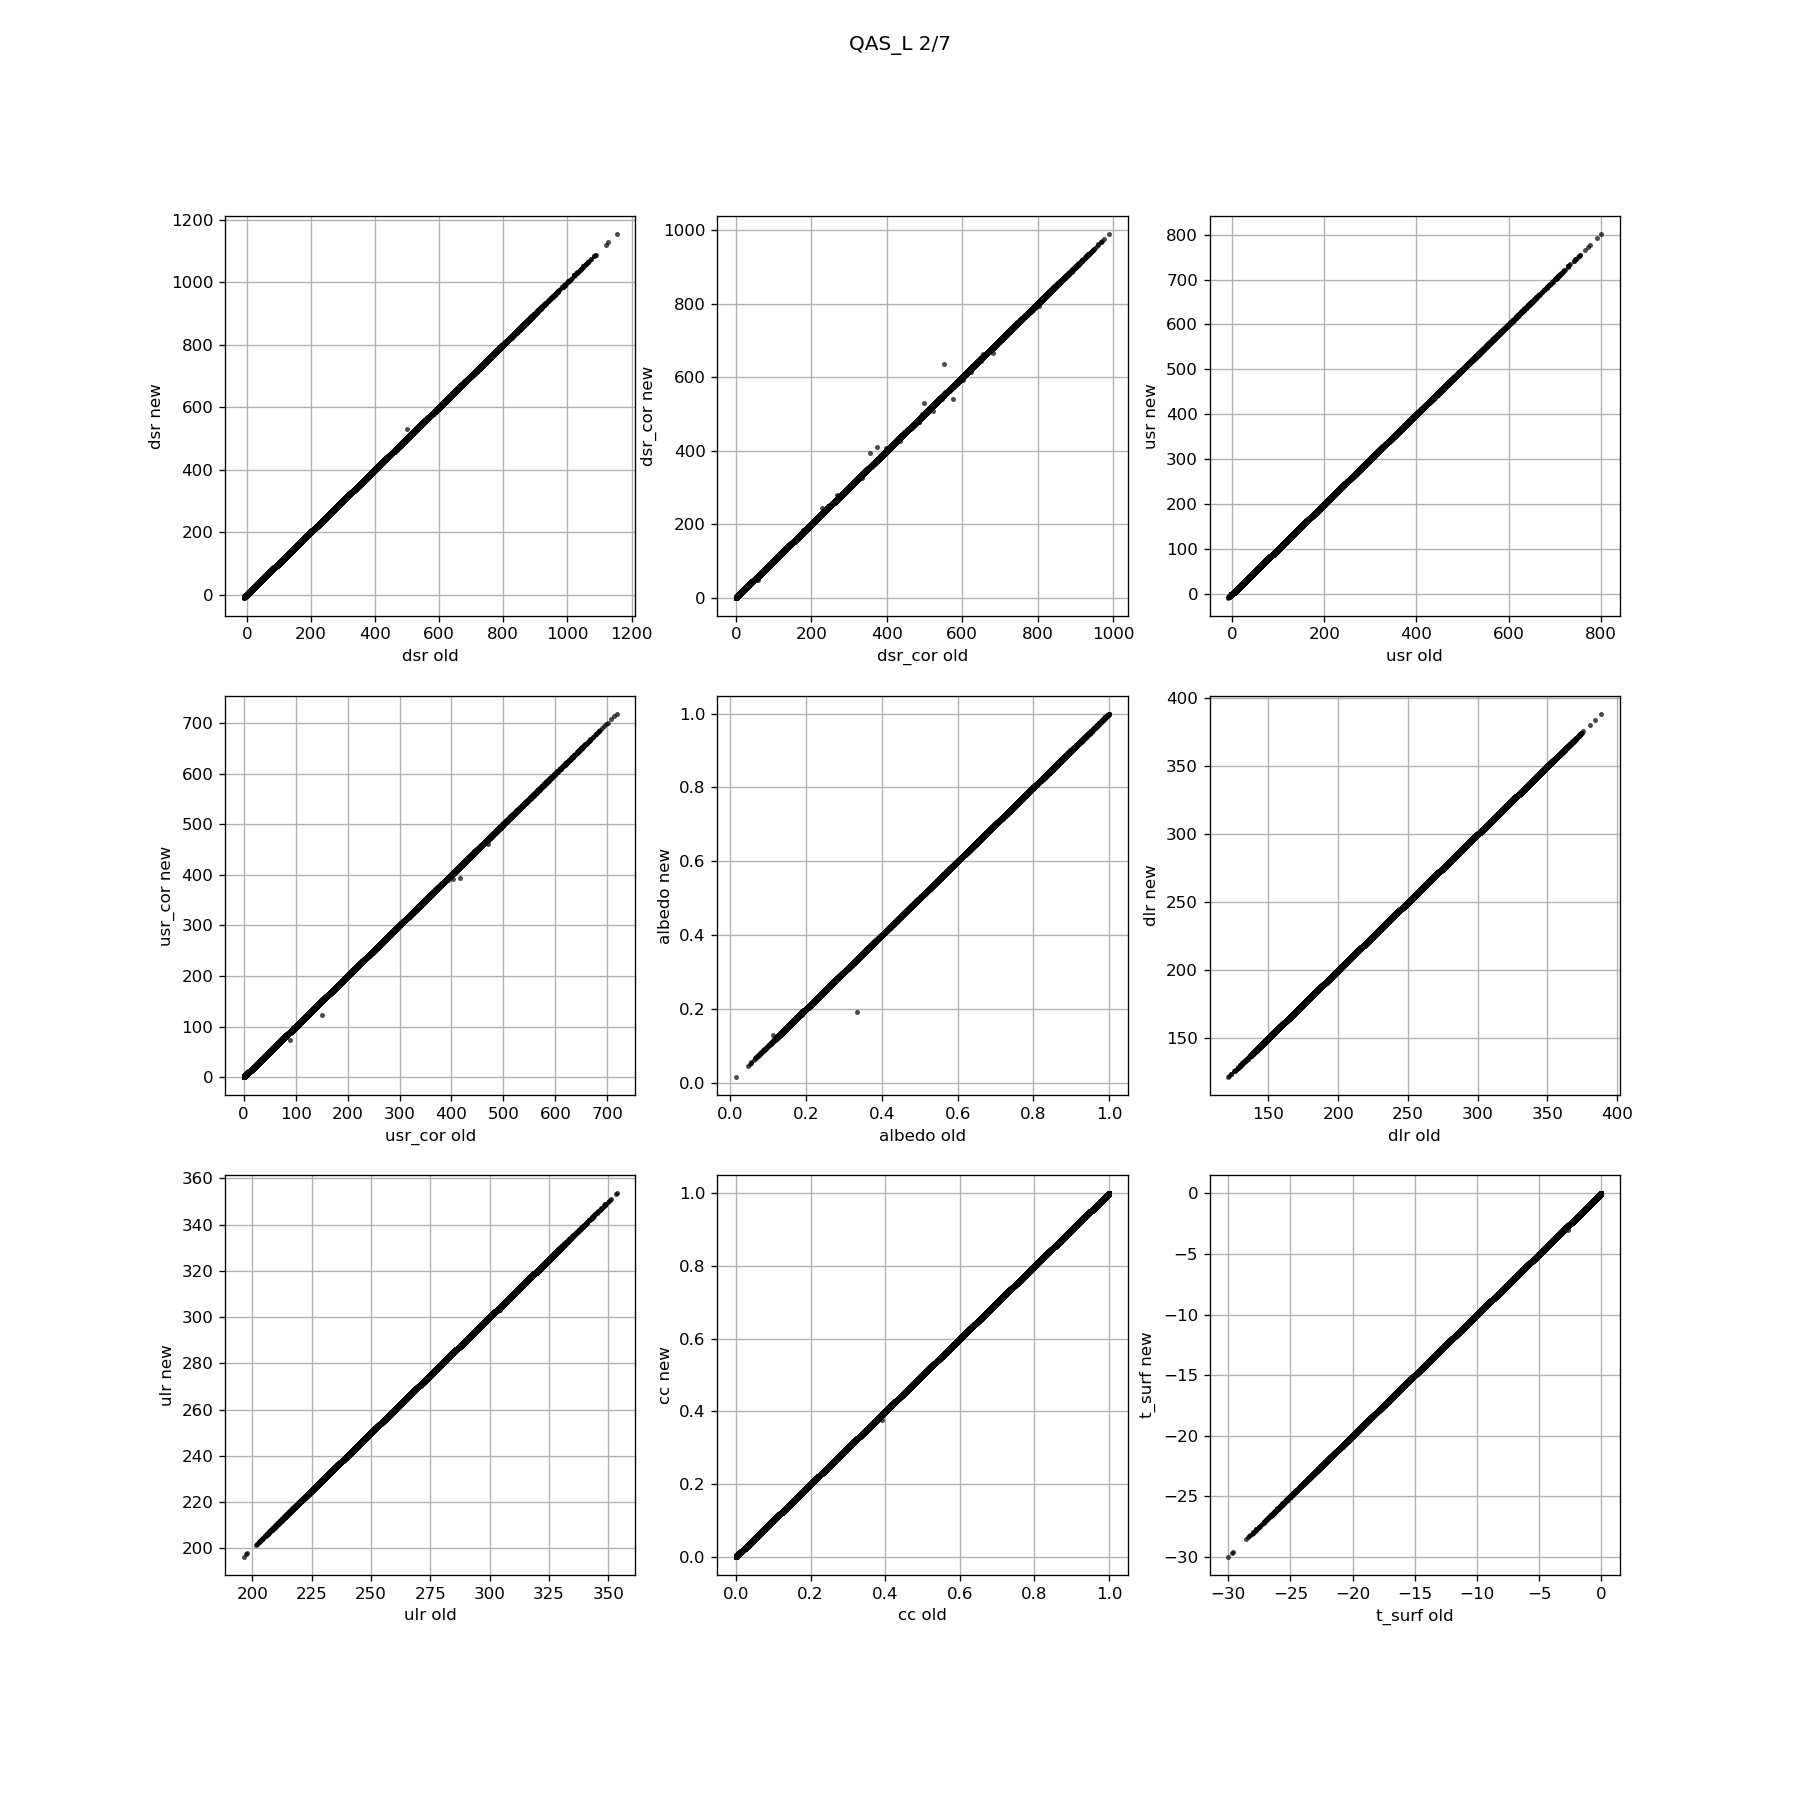 QAS_L 2/7
1200
1000
800
600
400
200
0
dsr new
0 200 400 600 800 1000 1200
dsr old
1000
800
600
400
200
0
dsr_cor new
0 200 400 600 800 1000
dsr_cor old
800
700
600
500
400
300
200
100
0
usr new
0 200 400 600 800
usr old
700
600
500
400
300
200
100
0
usr_cor new
0 100 200 300 400 500 600 700
usr_cor old
1.0
0.8
0.6
0.4
0.2
0.0
albedo new
0.0 0.2 0.4 0.6 0.8 1.0
albedo old
400
350
300
250
200
150
dlr new
150 200 250 300 350 400
dlr old
360
340
320
300
280
260
240
220
200
ulr new
200 225 250 275 300 325 350
ulr old
1.0
0.8
0.6
0.4
0.2
0.0
cc new
0.0 0.2 0.4 0.6 0.8 1.0
cc old
0
−5
−10
−15
−20
−25
−30
t_surf new
−30 −25 −20 −15 −10 −5 0
t_surf old